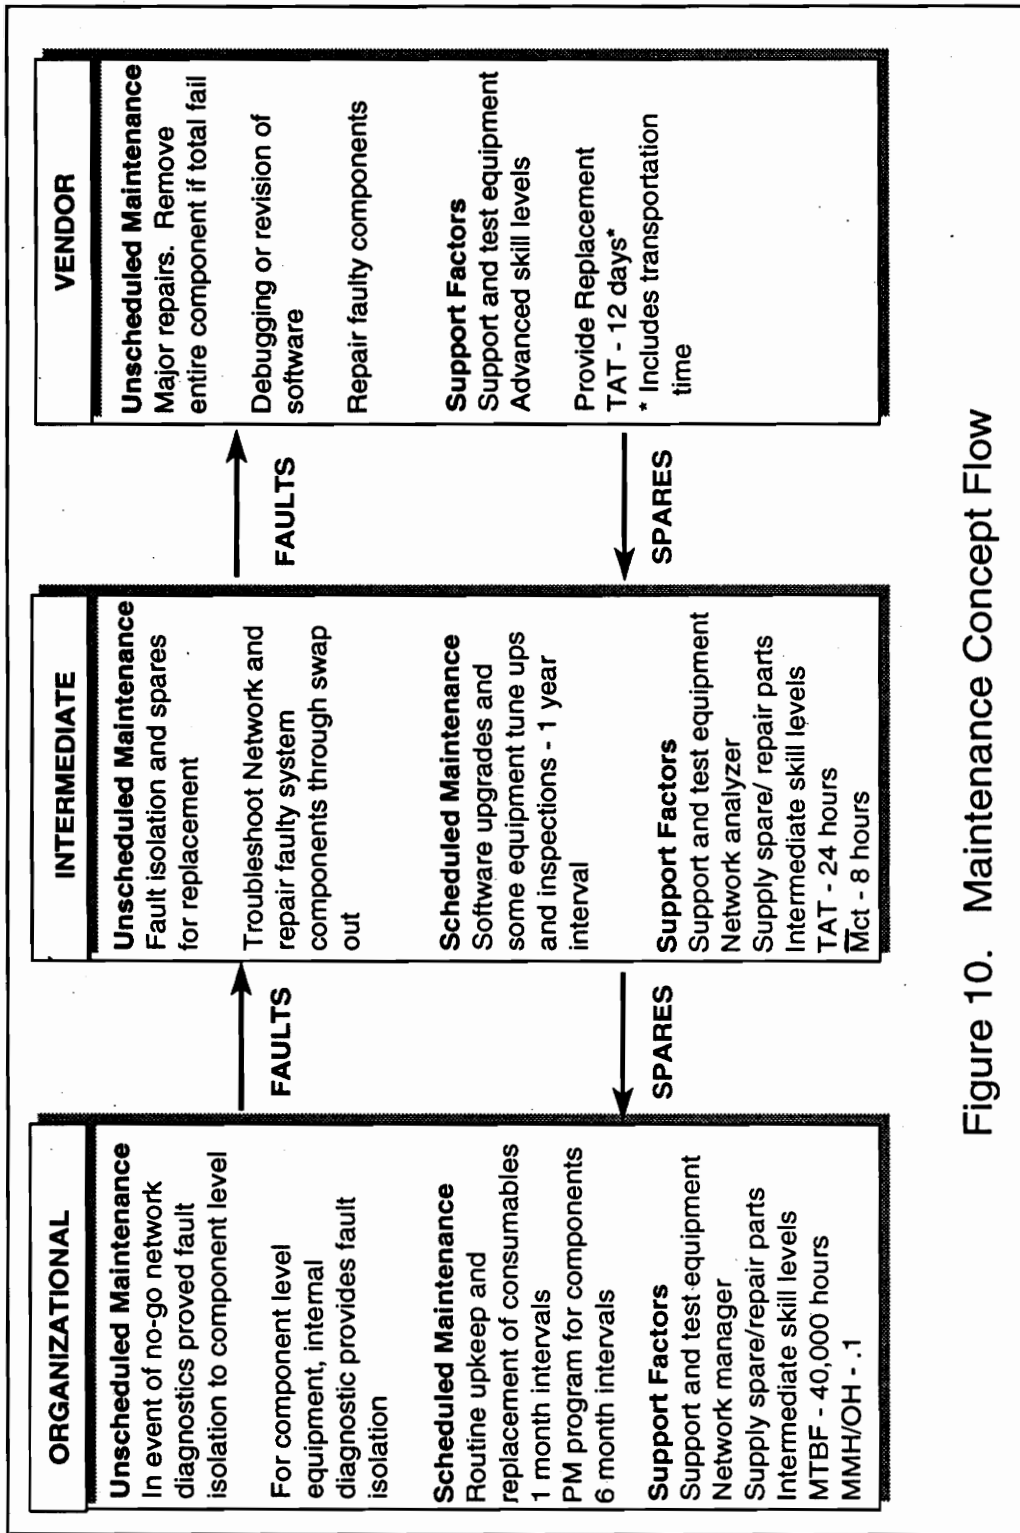 ORGANIZATIONAL
Unscheduled Maintenance
In event of no-go network
diagnostics proved fault
isolation to component level
For component level
equipment, internal
diagnostic provides fault
isolation
Scheduled Maintenance
Routine upkeep and
replacement of consumables
1 month intervals
PM program for components
6 month intervals
Support Factors
Support and test equipment
Network manager
Supply spare/repair parts
Intermediate skill levels
MTBF - 40,000 hours
MMH/OH - .1
FAULTS
SPARES
INTERMEDIATE
Unscheduled Maintenance
Fault isolation and spares
for replacement
Troubleshoot Network and
repair faulty system
components through swap
out
Scheduled Maintenance
Software upgrades and
some equipment tune ups
and inspections - 1 year
interval
Support Factors
Support and test equipment
Network analyzer
Supply spare/ repair parts
Intermediate skill levels
TAT - 24 hours
M̅ct - 8 hours
FAULTS
SPARES
VENDOR
Unscheduled Maintenance
Major repairs. Remove
entire component if total fail
Debugging or revision of
software
Repair faulty components
Support Factors
Support and test equipment
Advanced skill levels
Provide Replacement
TAT - 12 days*
* Includes transportation
time
Figure 10. Maintenance Concept Flow